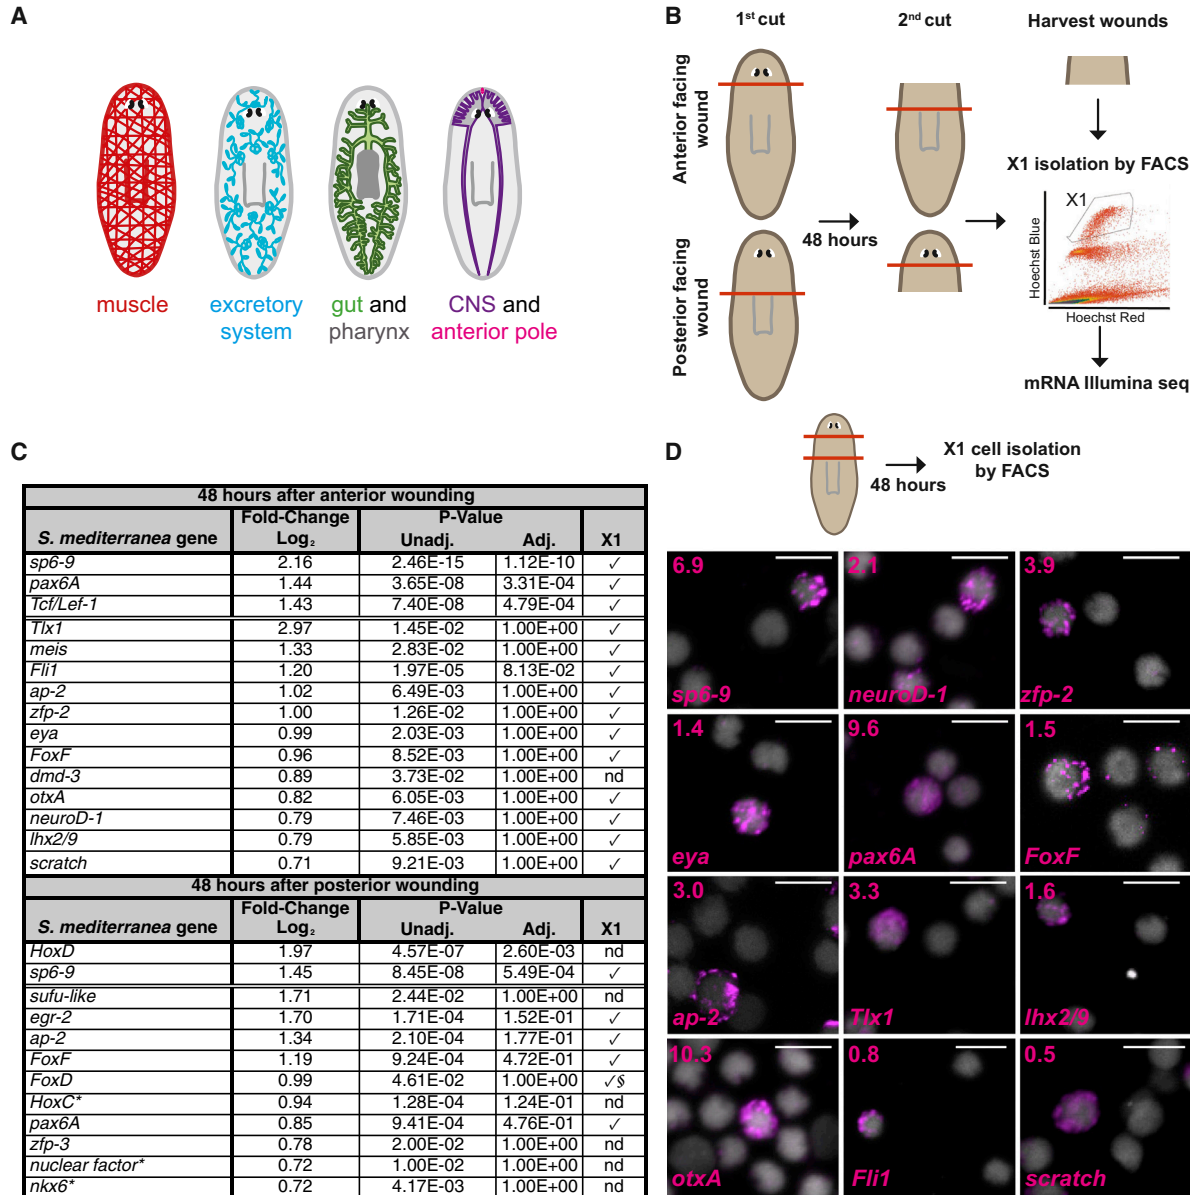 A
muscle
excretory
system
gut and
pharynx
CNS and
anterior pole
B
1st cut
2nd cut
Harvest wounds
Anterior facing
wound
Posterior facing
wound
48 hours
X1 isolation by FACS
X1
Hoechst Blue
Hoechst Red
mRNA Illumina seq
C
48 hours after anterior wounding
S. mediterranea gene Fold-Change Log₂ P-Value Unadj. Adj. X1
sp6-9 2.16 2.46E-15 1.12E-10 ✓
pax6A 1.44 3.65E-08 3.31E-04 ✓
Tcf/Lef-1 1.43 7.40E-08 4.79E-04 ✓
Tlx1 2.97 1.45E-02 1.00E+00 ✓
meis 1.33 2.83E-02 1.00E+00 ✓
Fli1 1.20 1.97E-05 8.13E-02 ✓
ap-2 1.02 6.49E-03 1.00E+00 ✓
zfp-2 1.00 1.26E-02 1.00E+00 ✓
eya 0.99 2.03E-03 1.00E+00 ✓
FoxF 0.96 8.52E-03 1.00E+00 ✓
dmd-3 0.89 3.73E-02 1.00E+00 nd
otxA 0.82 6.05E-03 1.00E+00 ✓
neuroD-1 0.79 7.46E-03 1.00E+00 ✓
lhx2/9 0.79 5.85E-03 1.00E+00 ✓
scratch 0.71 9.21E-03 1.00E+00 ✓
48 hours after posterior wounding
S. mediterranea gene Fold-Change Log₂ P-Value Unadj. Adj. X1
HoxD 1.97 4.57E-07 2.60E-03 nd
sp6-9 1.45 8.45E-08 5.49E-04 ✓
sufu-like 1.71 2.44E-02 1.00E+00 nd
egr-2 1.70 1.71E-04 1.52E-01 ✓
ap-2 1.34 2.10E-04 1.77E-01 ✓
FoxF 1.19 9.24E-04 4.72E-01 ✓
FoxD 0.99 4.61E-02 1.00E+00 ✓§
HoxC* 0.94 1.28E-04 1.24E-01 nd
pax6A 0.85 9.41E-04 4.76E-01 ✓
zfp-3 0.78 2.00E-02 1.00E+00 nd
nuclear factor* 0.72 1.00E-02 1.00E+00 nd
nkx6* 0.72 4.17E-03 1.00E+00 nd
D
48 hours
X1 cell isolation
by FACS
6.9
sp6-9
2.1
neuroD-1
3.9
zfp-2
1.4
eya
9.6
pax6A
1.5
FoxF
3.0
ap-2
3.3
Tlx1
1.6
lhx2/9
10.3
otxA
0.8
Fli1
0.5
scratch